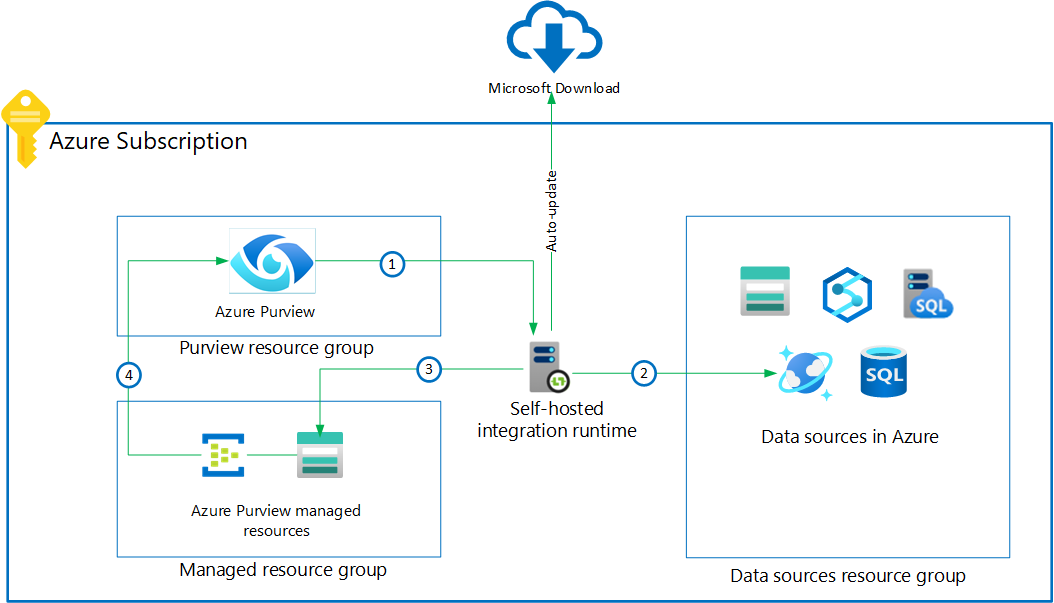 Microsoft Download
Azure Subscription
Auto-update
1
Azure Purview
Purview resource group
SQL
SQL
4
3
2
Self-hosted
integration runtime
Data sources in Azure
Azure Purview managed
resources
Managed resource group
Data sources resource group